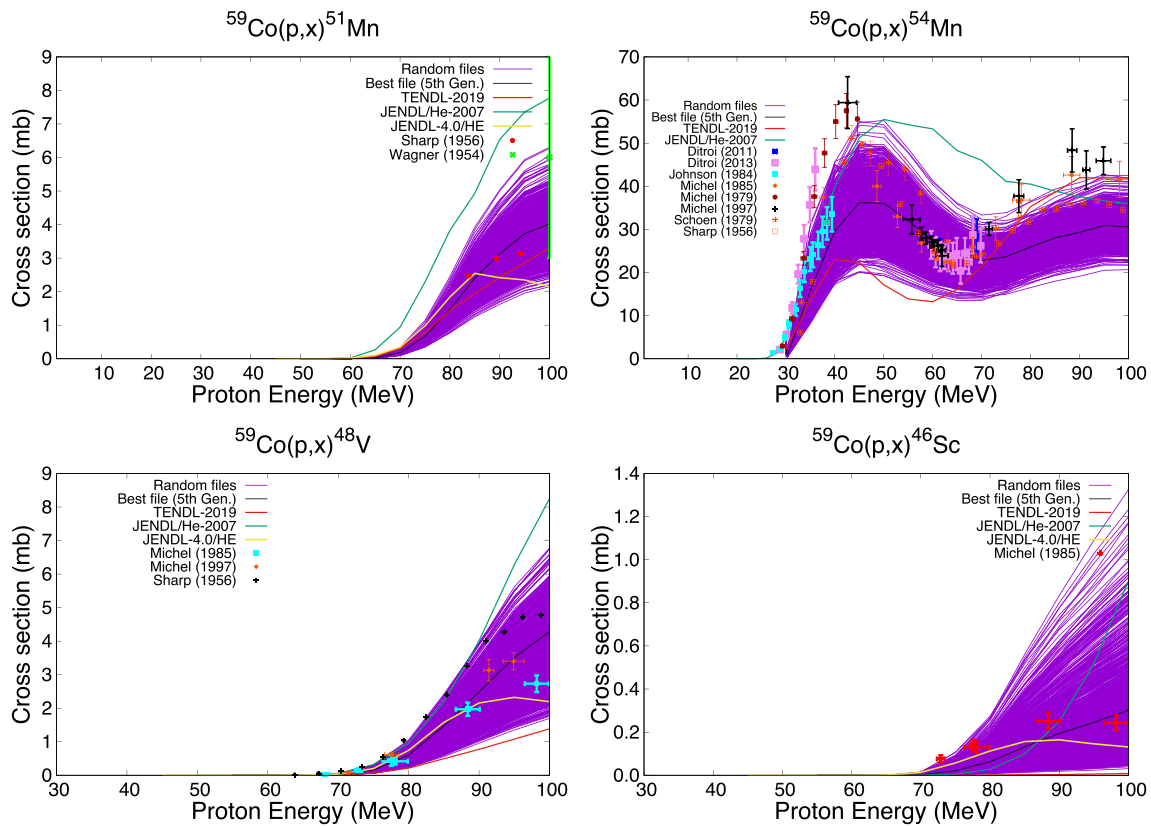 59Co(p,x)51Mn
Cross section (mb)
9
8
7
6
5
4
3
2
1
0
Random files
Best file (5th Gen.)
TENDL-2019
JENDL/He-2007
JENDL-4.0/HE
Sharp (1956)
Wagner (1954)
10 20 30 40 50 60 70 80 90 100
Proton Energy (MeV)
59Co(p,x)54Mn
Cross section (mb)
70
60
50
40
30
20
10
0
Random files
Best file (5th Gen.)
TENDL-2019
JENDL/He-2007
Ditroi (2011)
Ditroi (2013)
Johnson (1984)
Michel (1985)
Michel (1979)
Michel (1997)
Schoen (1979)
Sharp (1956)
10 20 30 40 50 60 70 80 90 100
Proton Energy (MeV)
59Co(p,x)48V
Cross section (mb)
9
8
7
6
5
4
3
2
1
0
Random files
Best file (5th Gen.)
TENDL-2019
JENDL/He-2007
JENDL-4.0/HE
Michel (1985)
Michel (1997)
Sharp (1956)
30 40 50 60 70 80 90 100
Proton Energy (MeV)
59Co(p,x)46Sc
Cross section (mb)
1.4
1.2
1.0
0.8
0.6
0.4
0.2
0.0
Random files
Best file (5th Gen.)
TENDL-2019
JENDL/He-2007
JENDL-4.0/HE
Michel (1985)
30 40 50 60 70 80 90 100
Proton Energy (MeV)